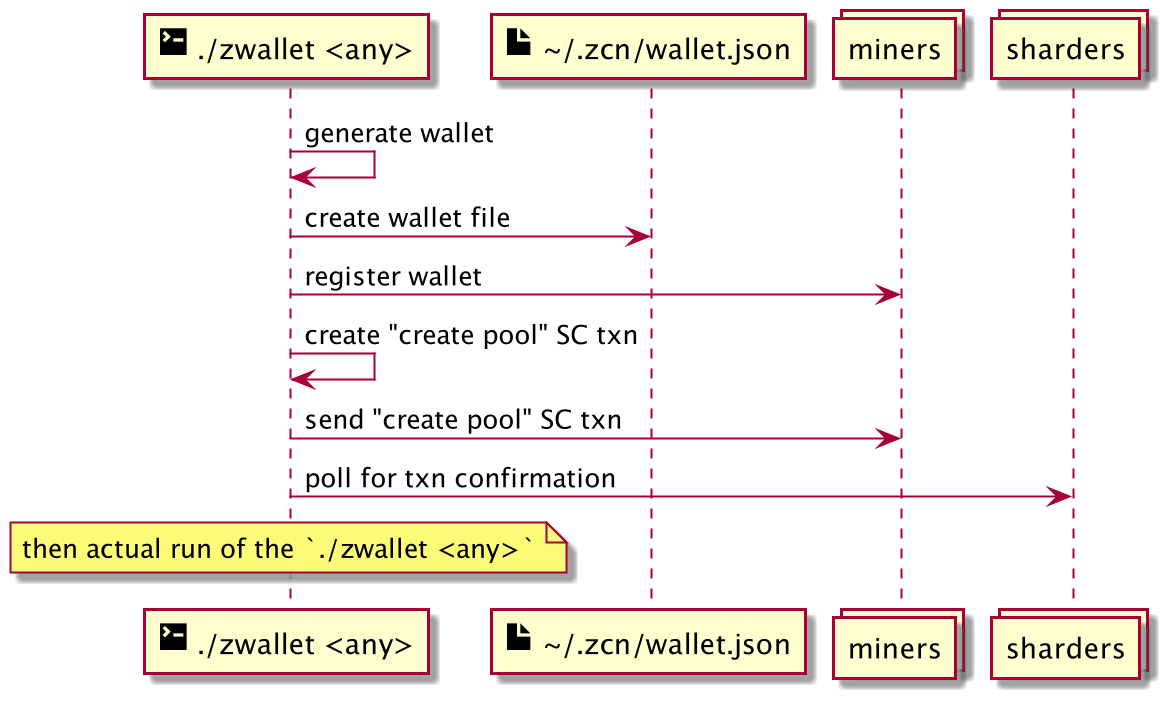 ./zwallet <any>
~/.zcn/wallet.json
miners
sharders
generate wallet
create wallet file
register wallet
create "create pool" SC txn
send "create pool" SC txn
poll for txn confirmation
then actual run of the `./zwallet <any>`
./zwallet <any>
~/.zcn/wallet.json
miners
sharders